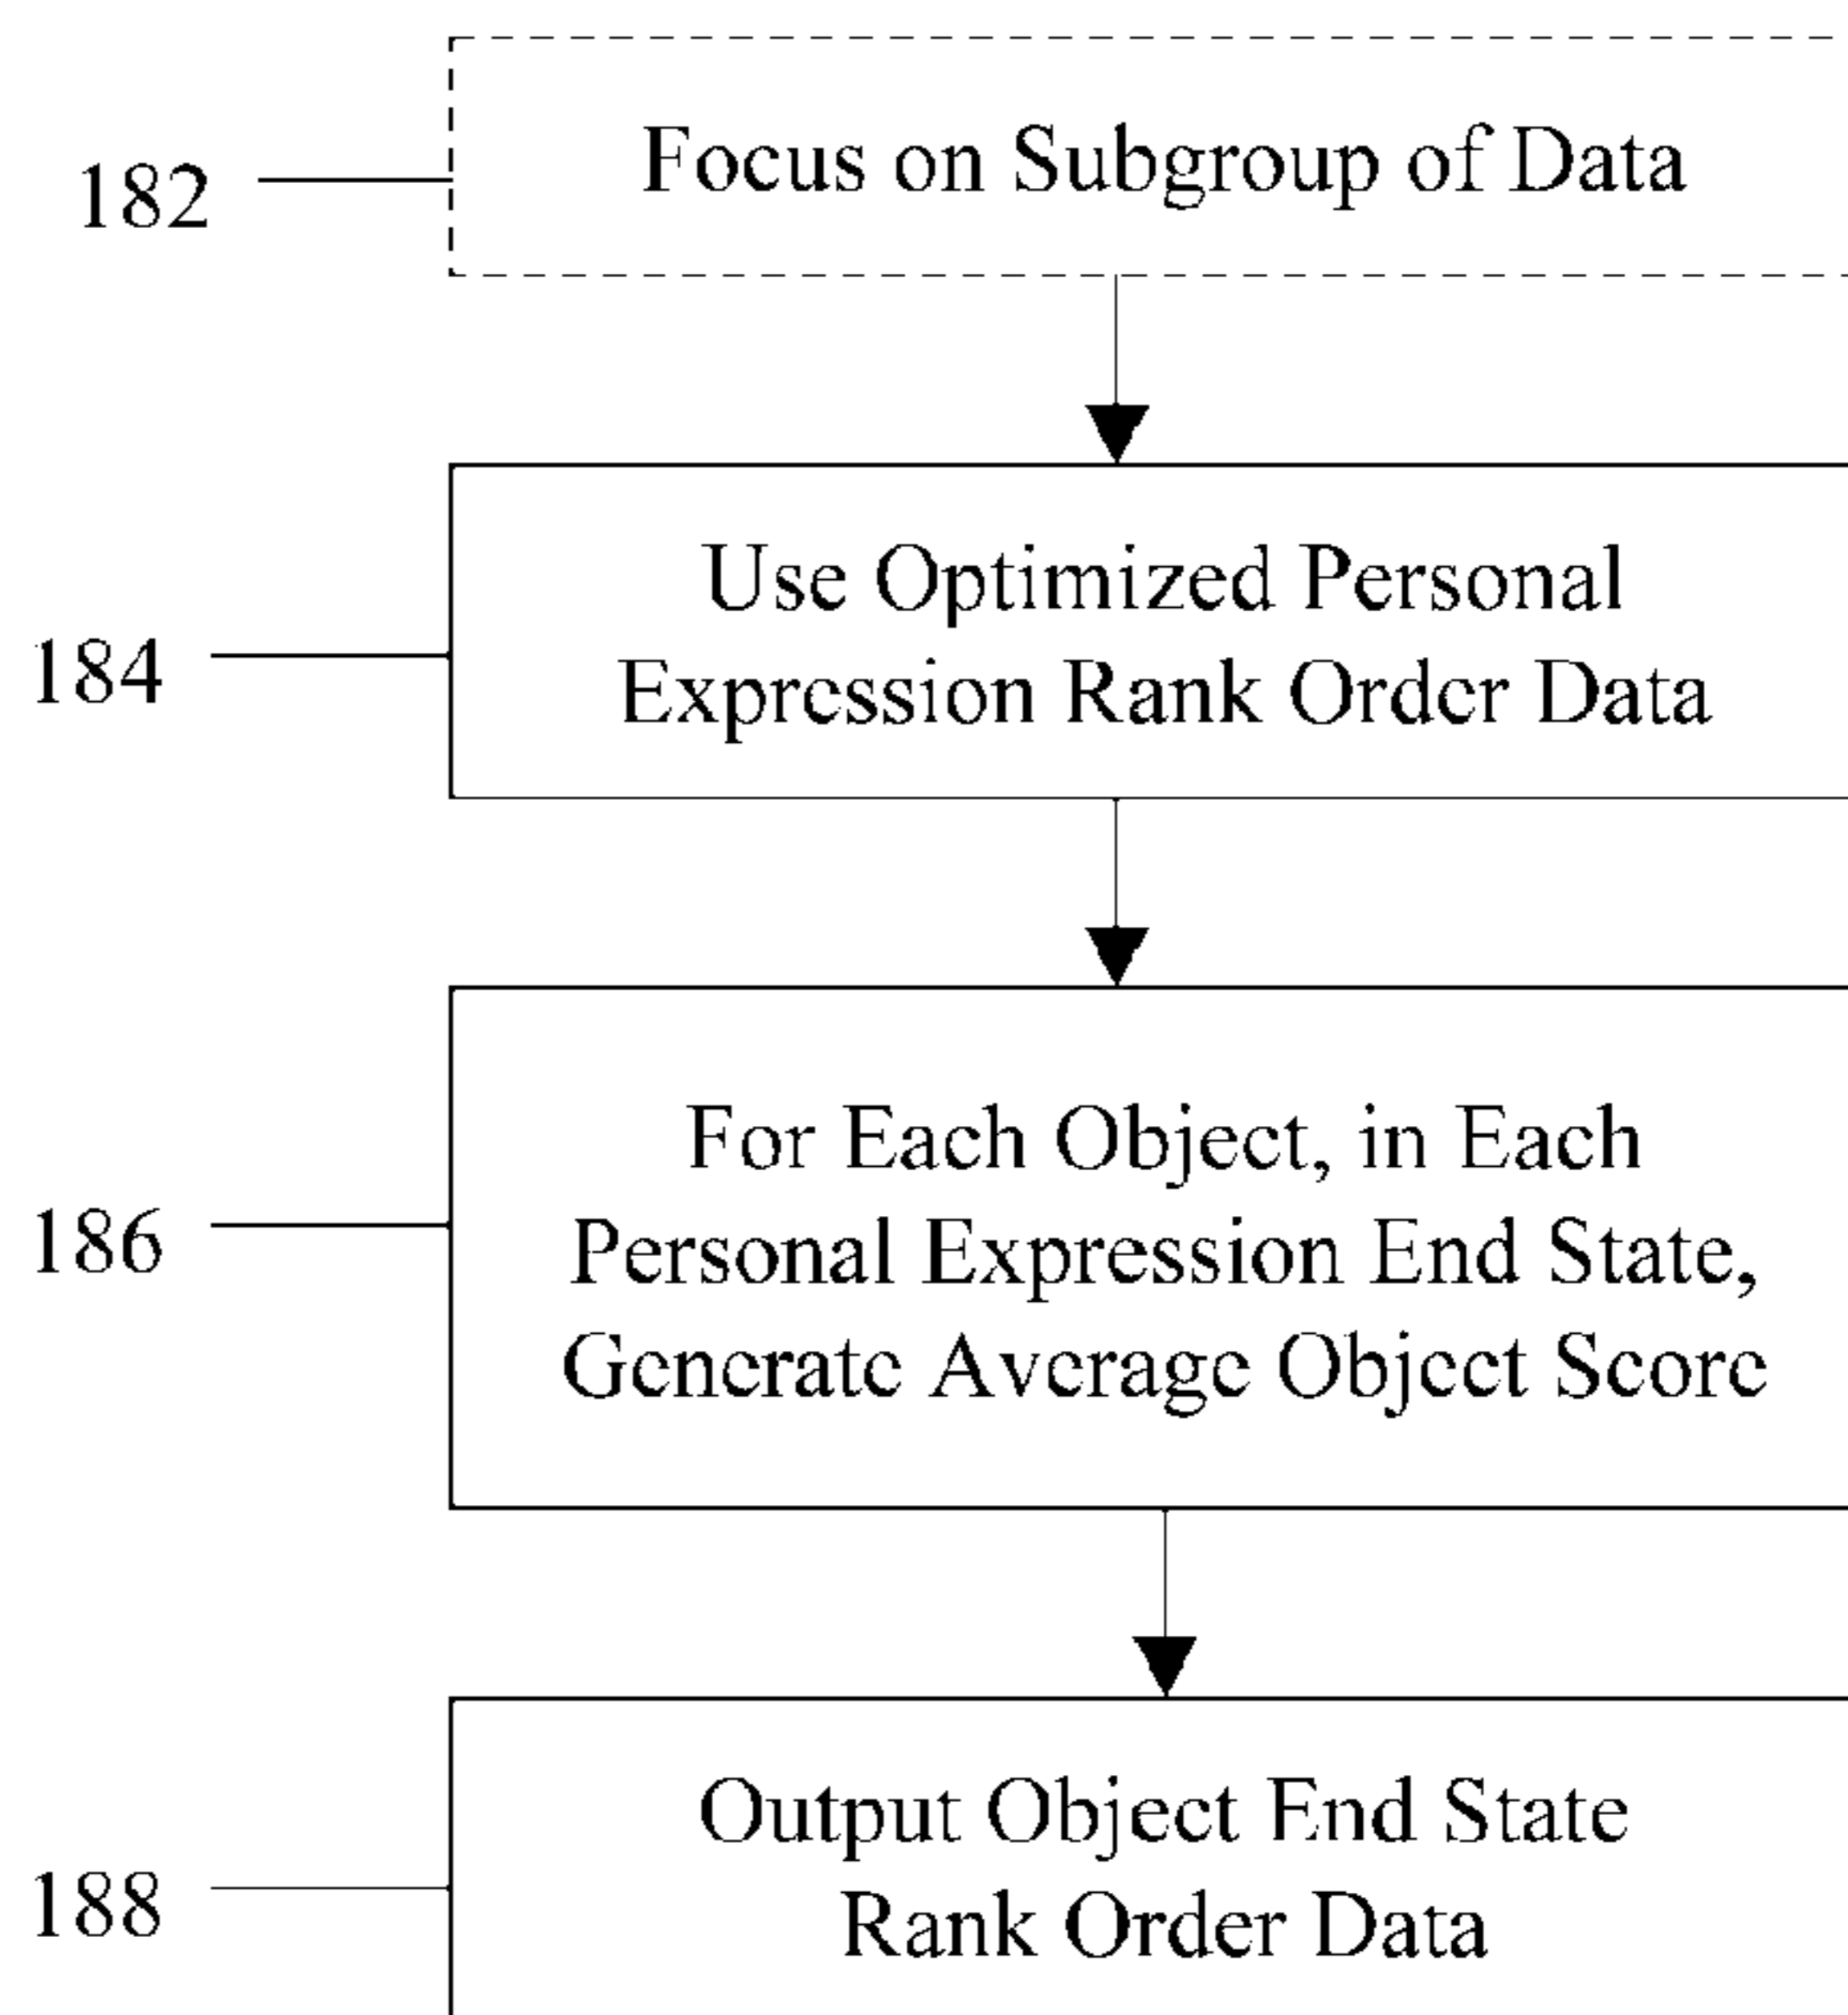 182
Focus on Subgroup of Data
184
Use Optimized Personal
Expression Rank Order Data
186
For Each Object, in Each
Personal Expression End State,
Generate Average Object Score
188
Output Object End State
Rank Order Data